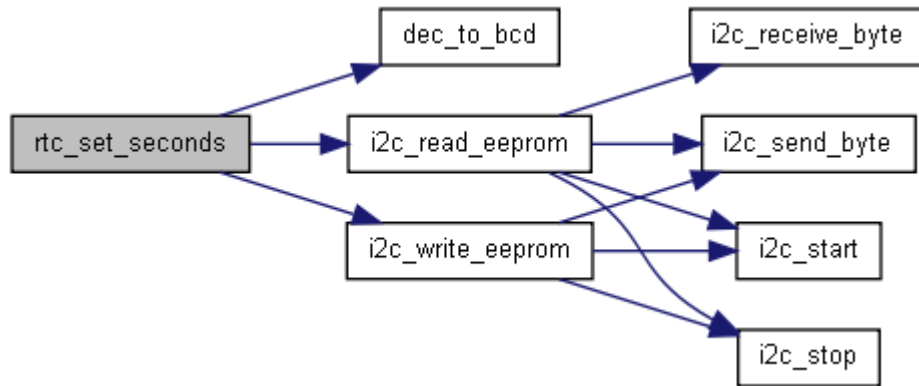 dec_to_bcd
i2c_receive_byte
rtc_set_seconds
i2c_read_eeprom
i2c_send_byte
i2c_write_eeprom
i2c_start
i2c_stop